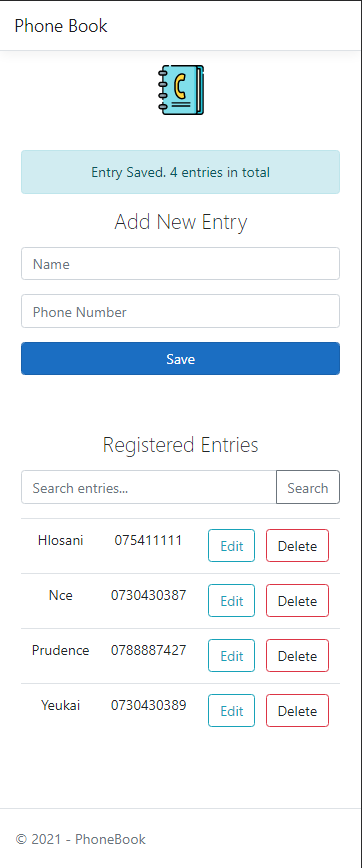 Phone Book
Entry Saved. 4 entries in total
Add New Entry
Name
Phone Number
Save
Registered Entries
Search entries... Search
Hlosani 075411111 Edit Delete
Nce 0730430387 Edit Delete
Prudence 0788887427 Edit Delete
Yeukai 0730430389 Edit Delete
© 2021 - PhoneBook